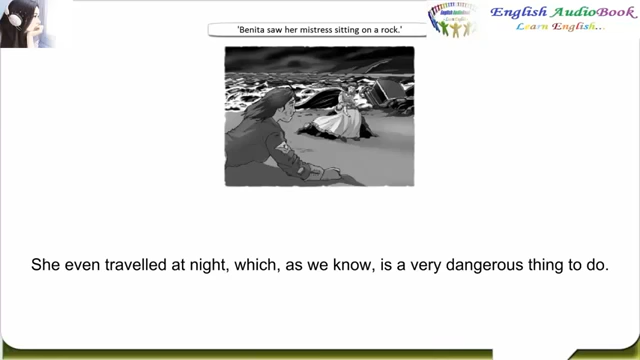 'Benita saw her mistress sitting on a rock.'
English AudioBook
Learn English...
She even travelled at night, which, as we know, is a very dangerous thing to do.